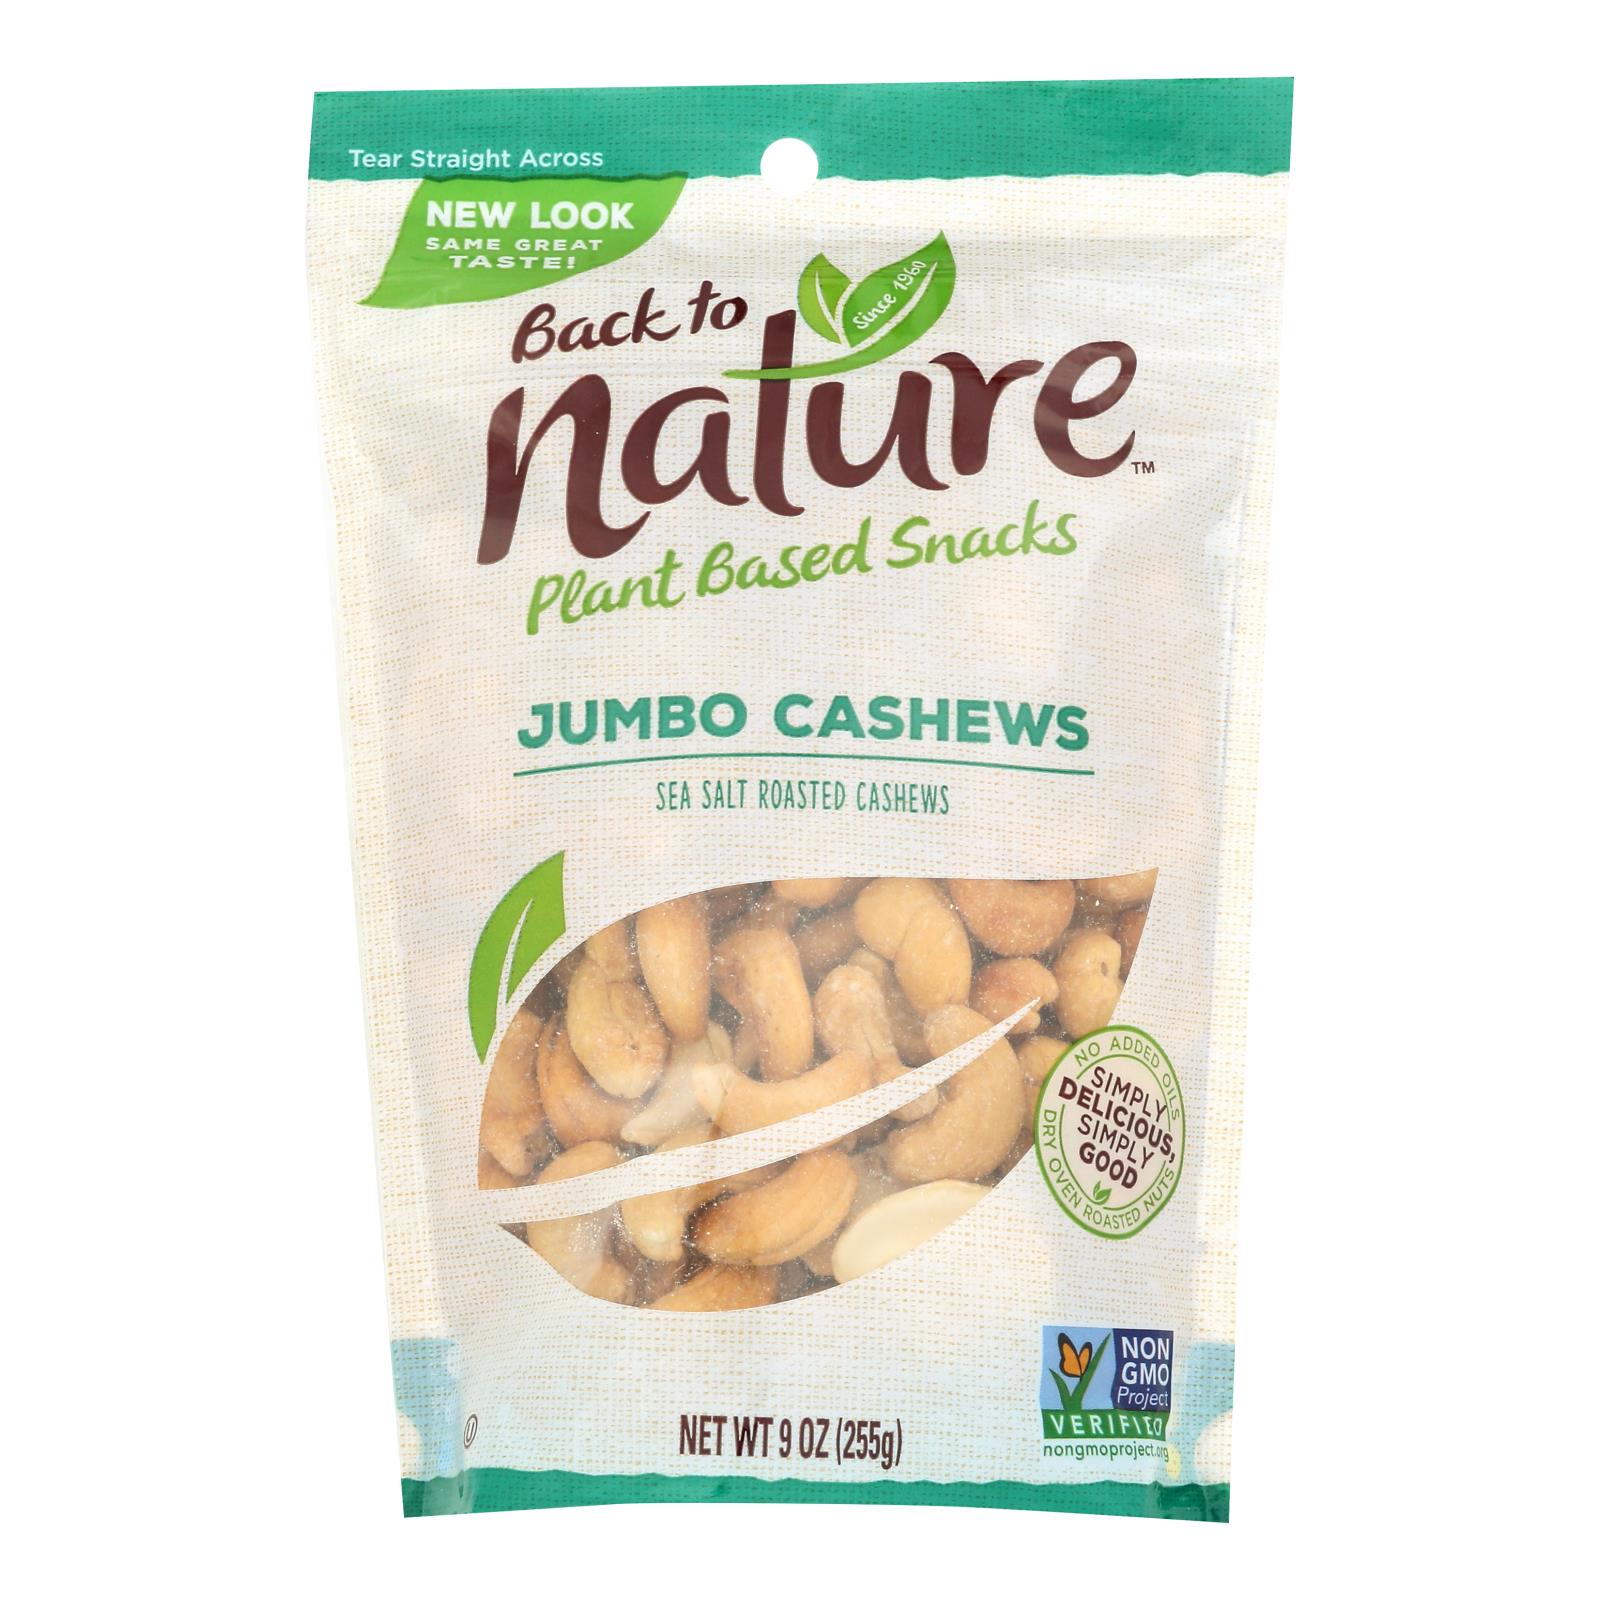 Tear Straight Across
NEW LOOK
SAME GREAT
TASTE!
Back to
nature™
Since 1960
Plant Based Snacks
JUMBO CASHEWS
SEA SALT ROASTED CASHEWS
NO ADDED OILS
SIMPLY
DELICIOUS,
SIMPLY
GOOD
DRY OVEN ROASTED NUTS
NON
GMO
Project
VERIFIED
nongmoproject.org
U
NET WT 9 OZ (255g)